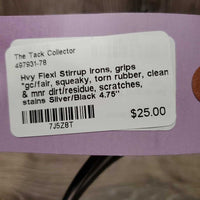 The Tack Collector
497931-78
Hvy Flexi Stirrup Irons, grips
*gc/fair, squeaky, torn rubber, clean
& mnr dirt/residue, scratches,
stains Silver/Black 4.75"
$25.00
7J5Z8T